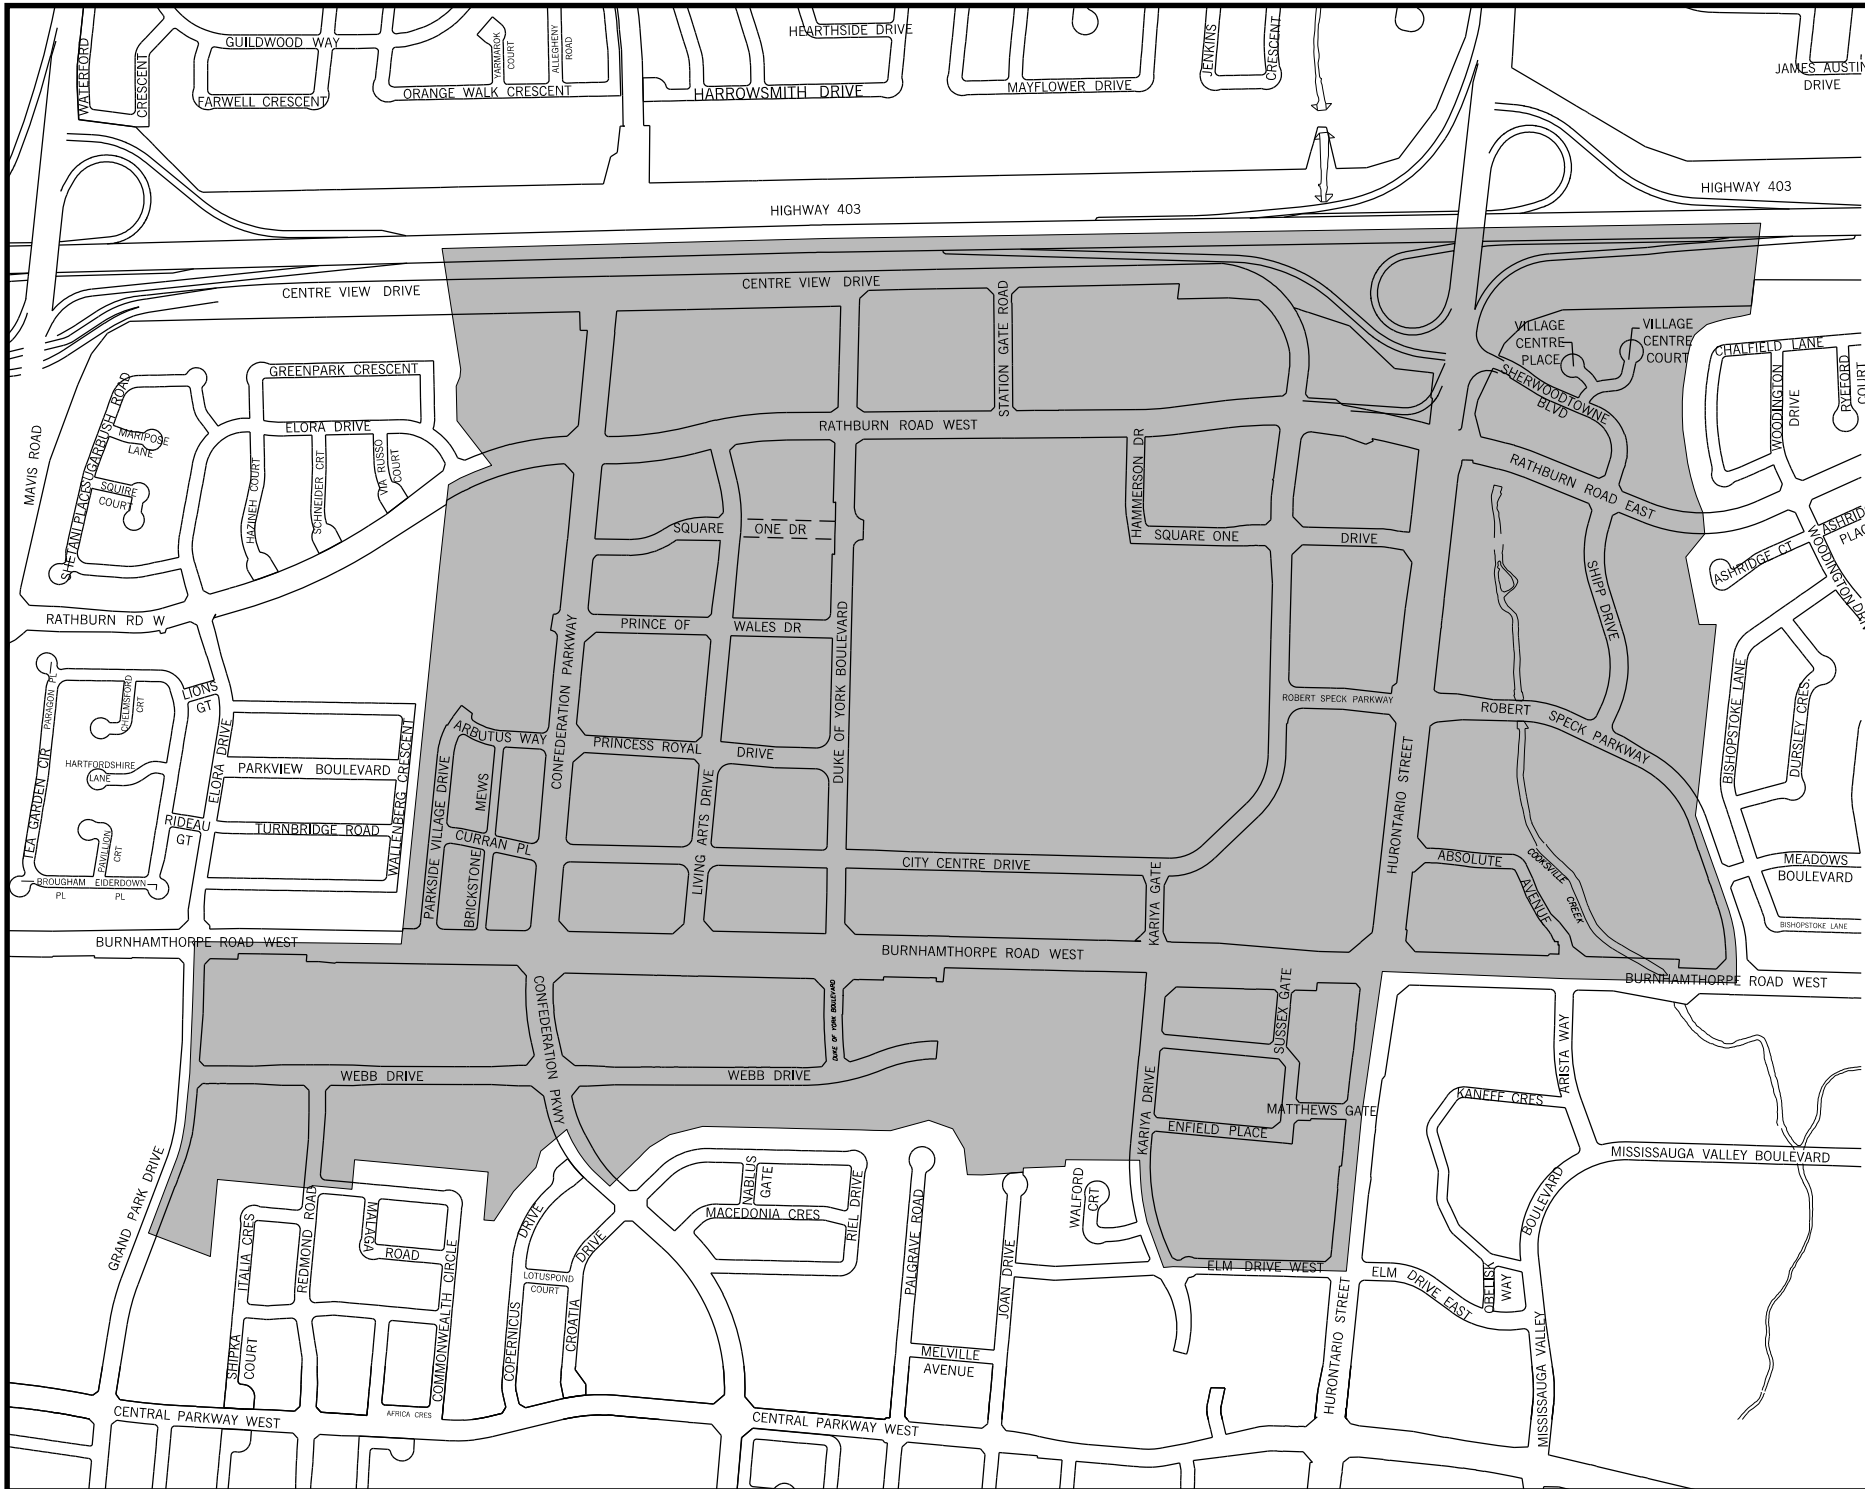 WATERFORD
CRESCENT
GUILDWOOD WAY
FARWELL CRESCENT
ORANGE WALK CRESCENT
YARMAROK
COURT
ALLEGHENY
ROAD
HEARTHSIDE DRIVE
HARROWSMITH DRIVE
MAYFLOWER DRIVE
JENKINS
CRESCENT
JAMES AUSTIN
DRIVE
HIGHWAY 403
HIGHWAY 403
CENTRE VIEW DRIVE
CENTRE VIEW DRIVE
STATION GATE ROAD
VILLAGE
CENTRE
PLACE
VILLAGE
CENTRE
COURT
SHERWOODTOWNE
BLVD
CHALFIELD LANE
WOODINGTON
DRIVE
RYEFORD
COURT
MAVIS ROAD
GREENPARK CRESCENT
ELORA DRIVE
SUGARBUSH ROAD
MARIPOSE
LANE
SQUIRE
COURT
SHETANI PLACE
HAZINEH COURT
SCHNEIDER CRT
VIA RUSSO
COURT
RATHBURN ROAD WEST
HAMMERSON DR
RATHBURN ROAD EAST
SQUARE
ONE DR
SQUARE ONE
DRIVE
ASHRIDGE CT
ASHRID
PLAC
WOODINGTON DRIV
SHIPP DRIVE
RATHBURN RD W
PRINCE OF
WALES DR
CONFEDERATION PARKWAY
DUKE OF YORK BOULEVARD
LIONS
GT
PARAGON PL
CHELMSFORD
CRT
TEA GARDEN CIR
HARTFORDSHIRE
LANE
PAVILLION
CRT
BROUGHAM
PL
EIDERDOWN
PL
ELORA DRIVE
RIDEAU
GT
PARKVIEW BOULEVARD
TURNBRIDGE ROAD
WALLENBERG CRESCENT
ARBUTUS WAY
PARKSIDE VILLAGE DRIVE
MEWS
BRICKSTONE
CURRAN PL
PRINCESS ROYAL
DRIVE
LIVING ARTS DRIVE
ROBERT SPECK PARKWAY
ROBERT SPECK PARKWAY
BISHOPSTOKE LANE
DURSLEY CRES.
HURONTARIO STREET
CITY CENTRE DRIVE
KARIYA GATE
ABSOLUTE
AVENUE
COOKSVILLE
CREEK
MEADOWS
BOULEVARD
BISHOPSTOKE LANE
BURNHAMTHORPE ROAD WEST
BURNHAMTHORPE ROAD WEST
BURNHAMTHORPE ROAD WEST
CONFEDERATION PKWY
DUKE OF YORK BOULEVARD
SUSSEX GATE
ARISTA WAY
WEBB DRIVE
WEBB DRIVE
KARIYA DRIVE
ENFIELD PLACE
MATTHEWS GATE
KANEFF CRES
MISSISSAUGA VALLEY BOULEVARD
BOULEVARD
GRAND PARK DRIVE
ITALIA CRES
REDMOND ROAD
MALAGA
ROAD
COMMONWEALTH CIRCLE
DRIVE
DRIVE
LOTUSPOND
COURT
COPERNICUS
CROATIA
NABLUS
GATE
MACEDONIA CRES
RIEL DRIVE
PALGRAVE ROAD
JOAN DRIVE
WALFORD
CRT
ELM DRIVE WEST
ELM DRIVE EAST
OBELISK
WAY
SHIPKA
COURT
MELVILLE
AVENUE
HURONTARIO STREET
MISSISSAUGA VALLEY
AFRICA CRES
CENTRAL PARKWAY WEST
CENTRAL PARKWAY WEST